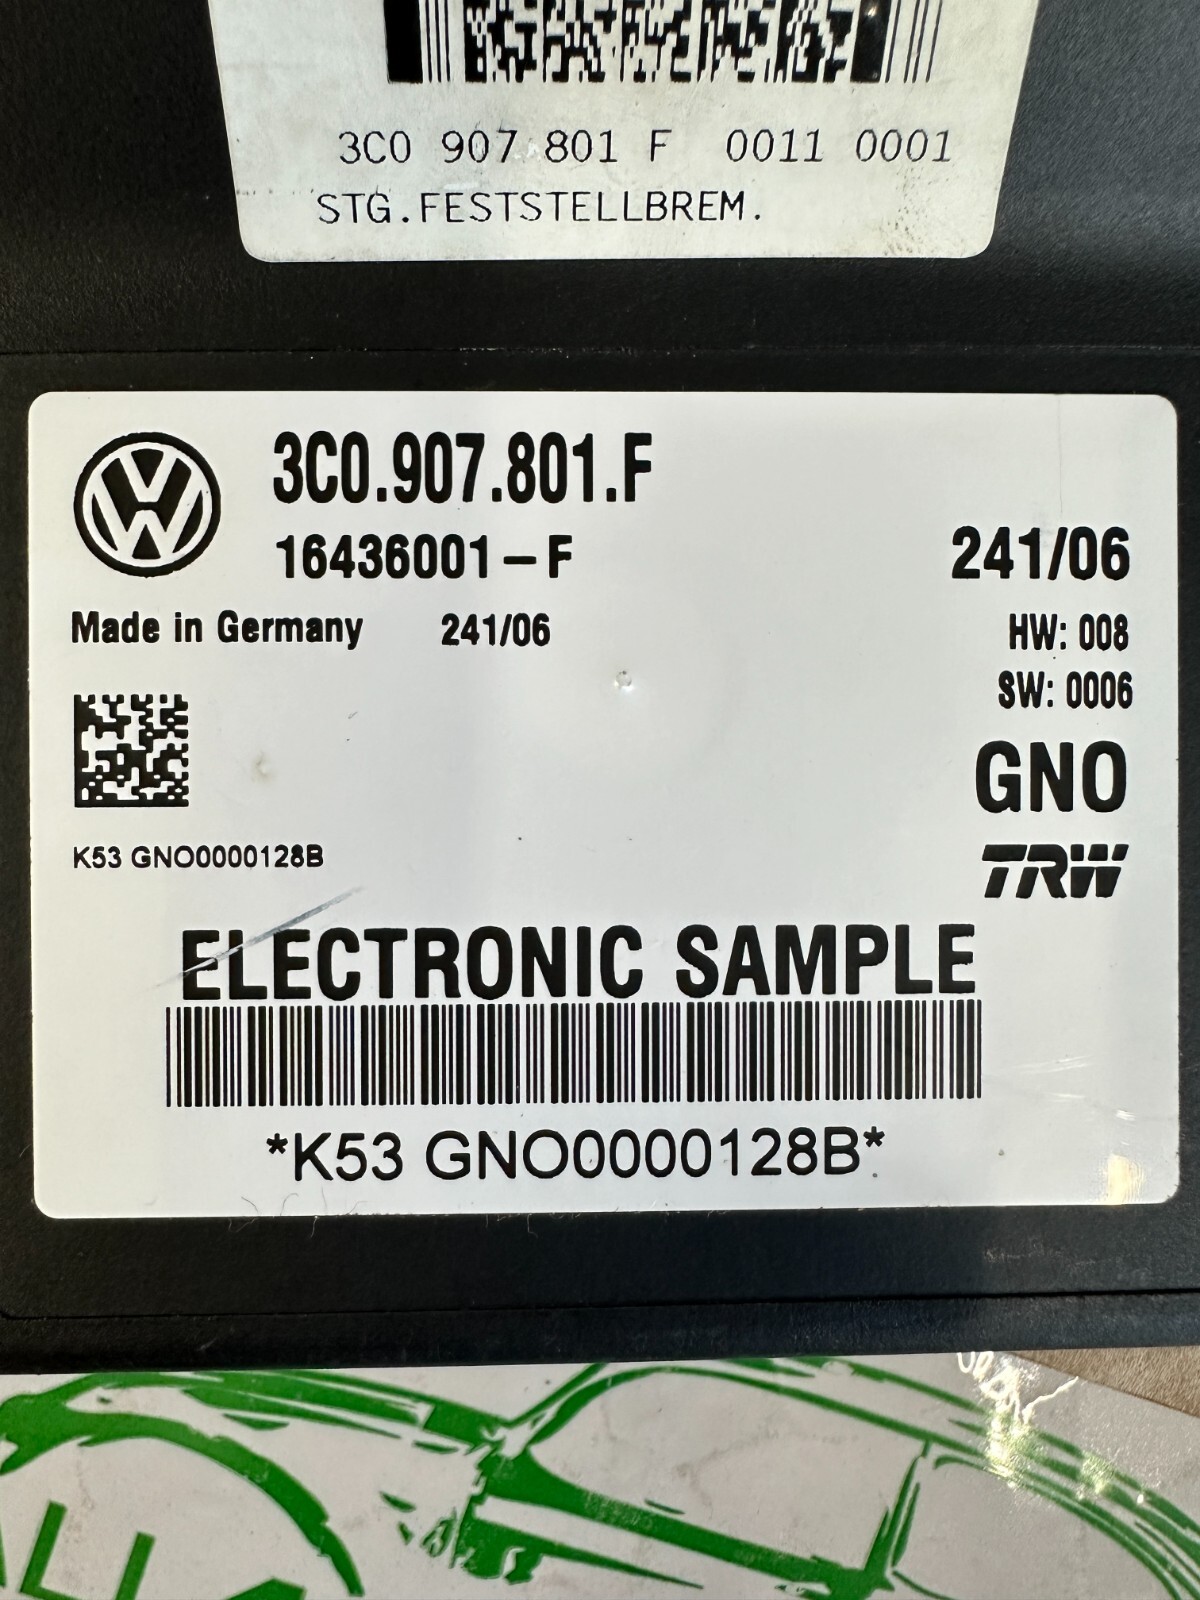 3C0 907 801 F 0011 0001
STG.FESTSTELLBREM.
3C0.907.801.F
16436001-F
241/06
Made in Germany 241/06
HW: 008
SW: 0006
GNO
TRW
K53 GNO0000128B
ELECTRONIC SAMPLE
*K53 GNO0000128B*